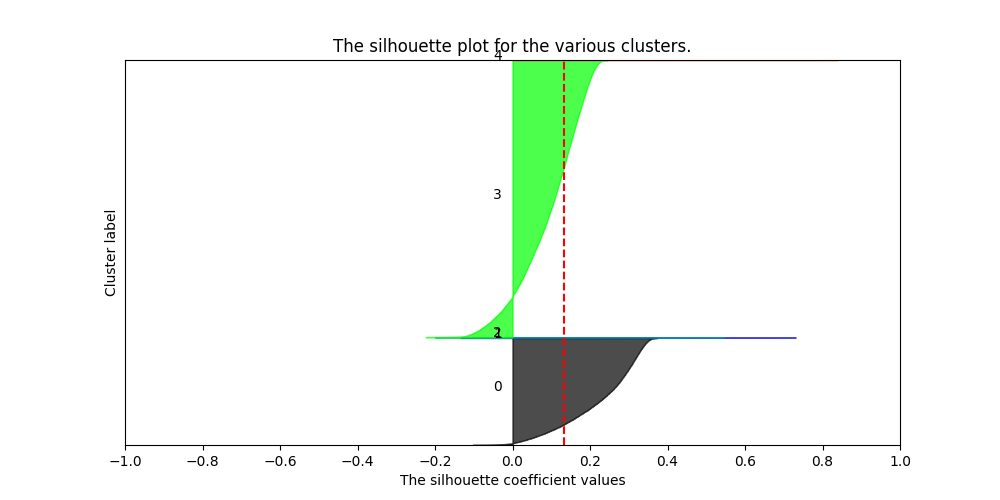 The silhouette plot for the various clusters.
4
3
2
1
0
Cluster label
−1.0 −0.8 −0.6 −0.4 −0.2 0.0 0.2 0.4 0.6 0.8 1.0
The silhouette coefficient values